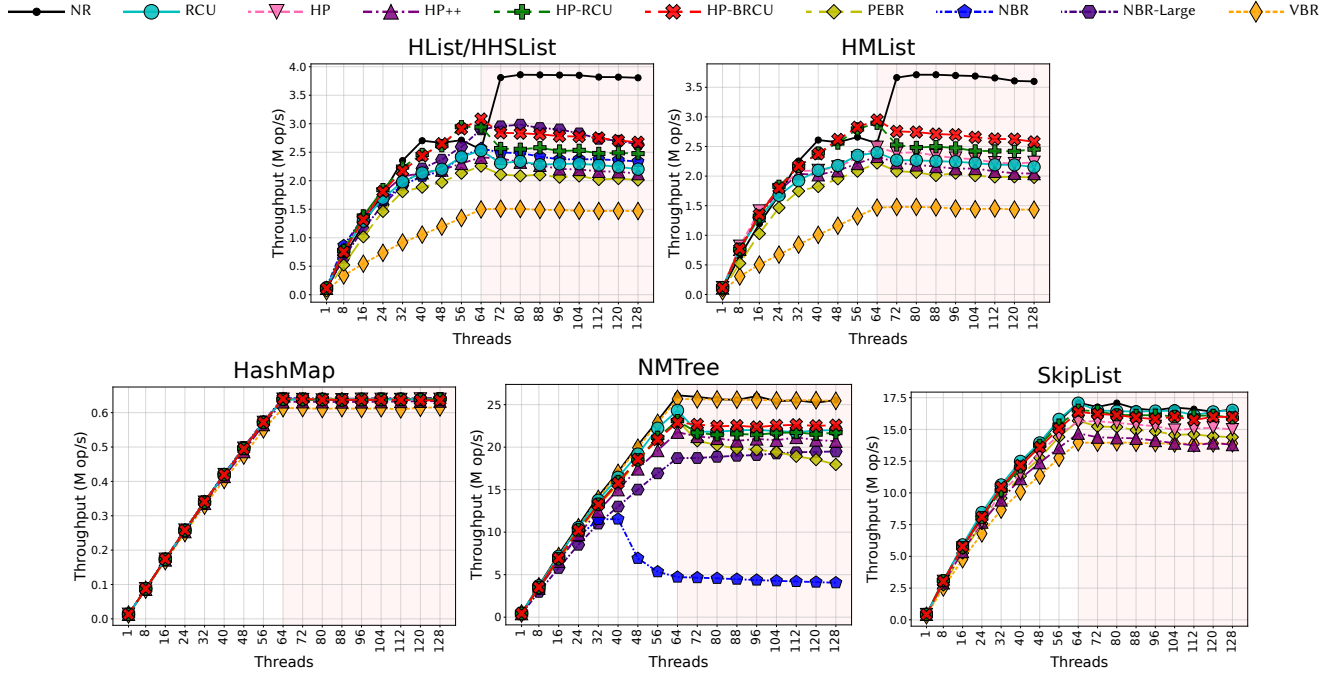 NR RCU HP HP++ HP-RCU HP-BRCU PEBR NBR NBR-Large VBR
HList/HHSList
Throughput (M op/s)
4.0
3.5
3.0
2.5
2.0
1.5
1.0
0.5
0.0
1 8 16 24 32 40 48 56 64 72 80 88 96 104 112 120 128
Threads
HMList
Throughput (M op/s)
3.5
3.0
2.5
2.0
1.5
1.0
0.5
0.0
1 8 16 24 32 40 48 56 64 72 80 88 96 104 112 120 128
Threads
HashMap
Throughput (M op/s)
0.6
0.5
0.4
0.3
0.2
0.1
0.0
1 8 16 24 32 40 48 56 64 72 80 88 96 104 112 120 128
Threads
NMTree
Throughput (M op/s)
25
20
15
10
5
0
1 8 16 24 32 40 48 56 64 72 80 88 96 104 112 120 128
Threads
SkipList
Throughput (M op/s)
17.5
15.0
12.5
10.0
7.5
5.0
2.5
0.0
1 8 16 24 32 40 48 56 64 72 80 88 96 104 112 120 128
Threads